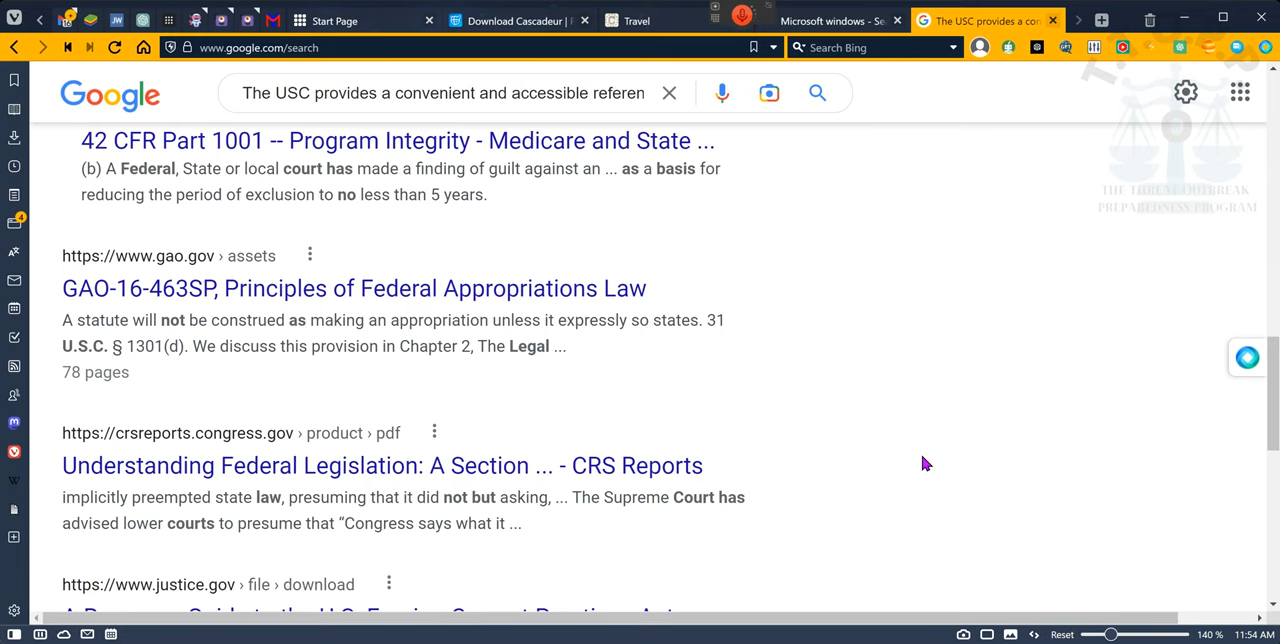 Start Page
Download Cascadeur |
Travel
Microsoft windows - Se
The USC provides a con
www.google.com/search
Search Bing
Google
The USC provides a convenient and accessible referen
42 CFR Part 1001 -- Program Integrity - Medicare and State ...
(b) A Federal, State or local court has made a finding of guilt against an ... as a basis for
reducing the period of exclusion to no less than 5 years.
THE THREAT OUTBREAK
PREPAREDNESS PROGRAM
https://www.gao.gov › assets
GAO-16-463SP, Principles of Federal Appropriations Law
A statute will not be construed as making an appropriation unless it expressly so states. 31
U.S.C. § 1301(d). We discuss this provision in Chapter 2, The Legal ...
78 pages
https://crsreports.congress.gov › product › pdf
Understanding Federal Legislation: A Section ... - CRS Reports
implicitly preempted state law, presuming that it did not but asking, ... The Supreme Court has
advised lower courts to presume that “Congress says what it ...
https://www.justice.gov › file › download
Reset
140 %
11:54 AM